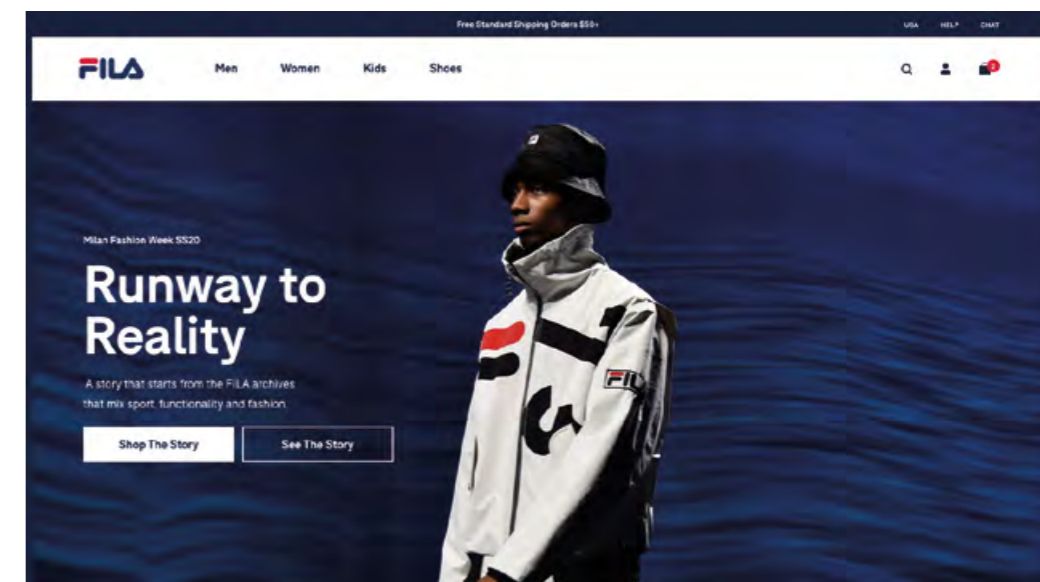 Free Standard Shipping Orders $50+
USA HELP CHAT
FILA Men Women Kids Shoes
2
Milan Fashion Week SS20
Runway to
Reality
A story that starts from the FILA archives
that mix sport, functionality and fashion.
Shop The Story See The Story
FILA